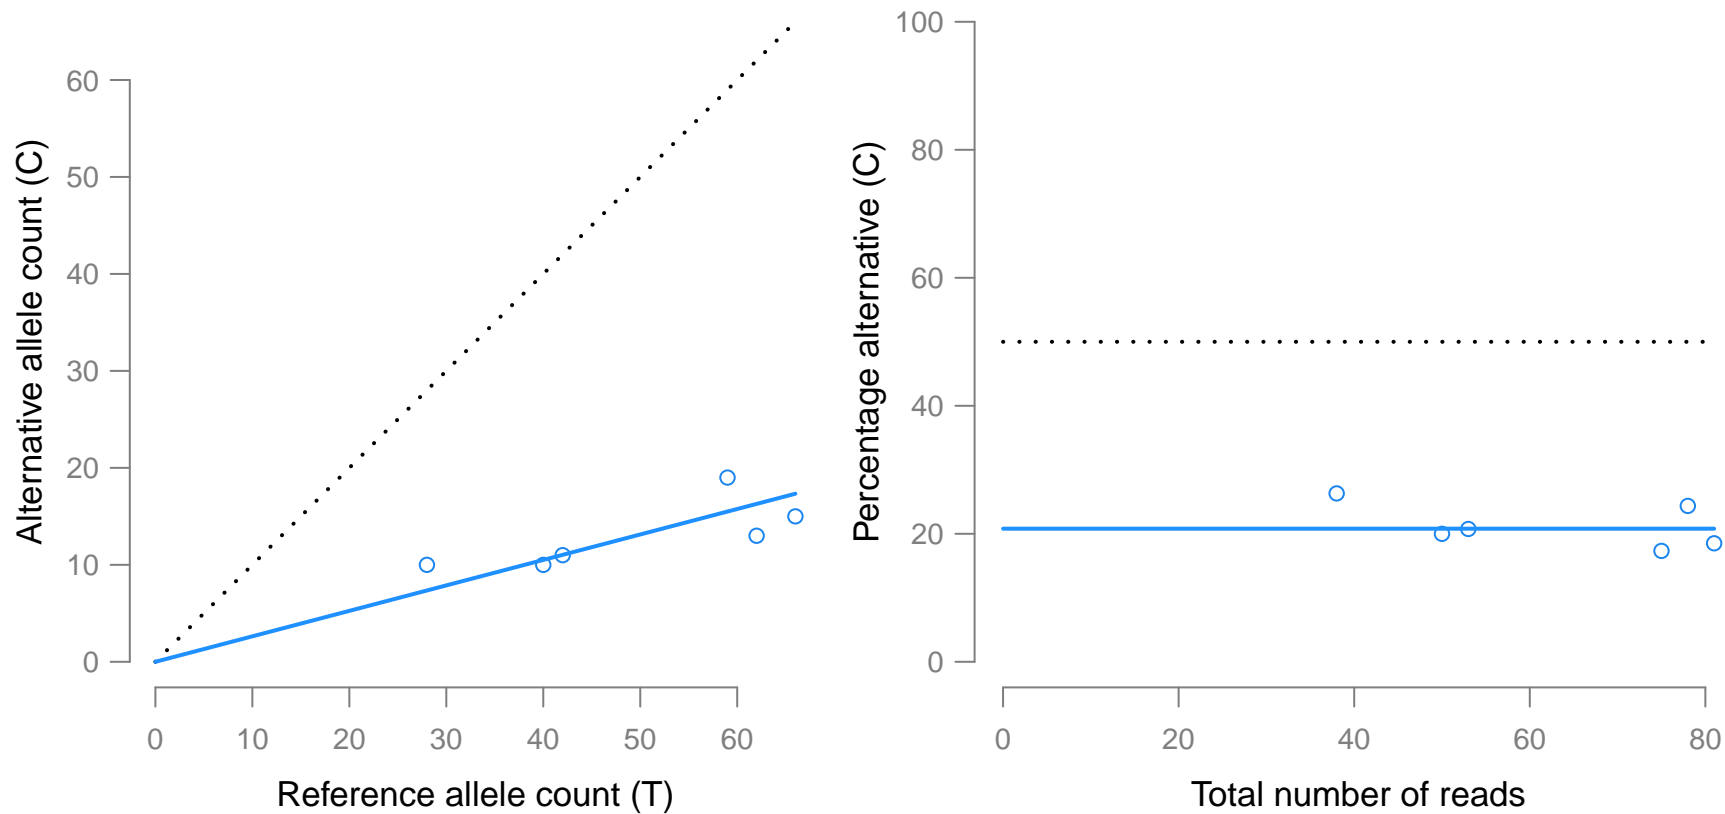 Alternative allele count (C)
60
50
40
30
20
10
0
0 10 20 30 40 50 60
Reference allele count (T)
Percentage alternative (C)
100
80
60
40
20
0
0 20 40 60 80
Total number of reads